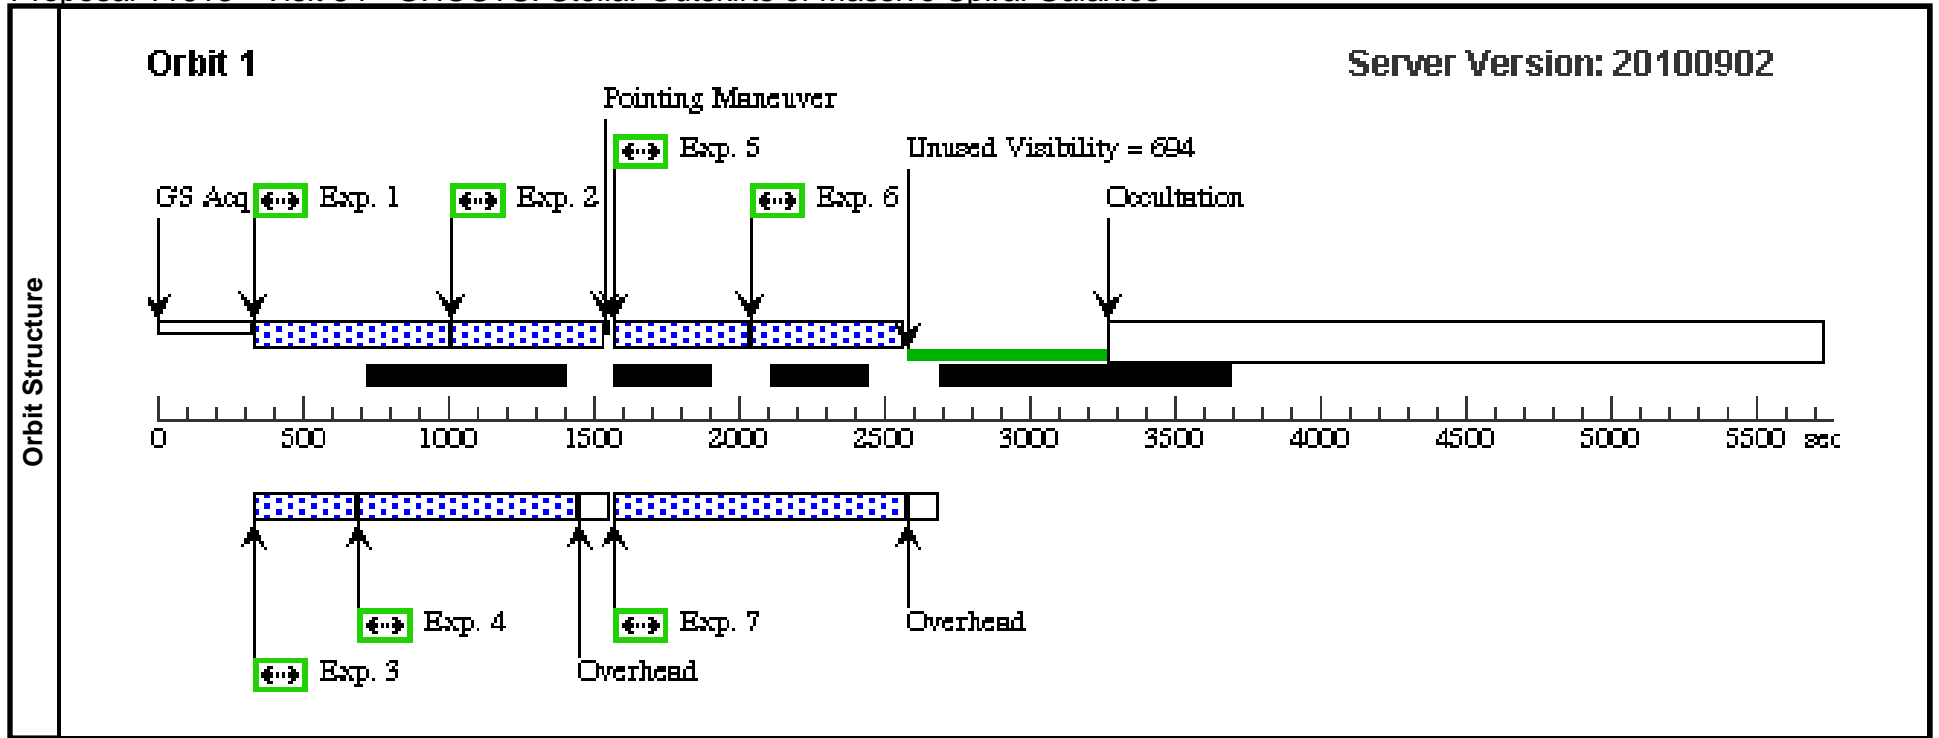 Orbit 1
Server Version: 20100902
Pointing Maneuver
Exp. 5
Unused Visibility = 694
GS Acq
Exp. 1
Exp. 2
Exp. 6
Occultation
Orbit Structure
0 500 1000 1500 2000 2500 3000 3500 4000 4500 5000 5500 sec
Exp. 4
Exp. 7
Overhead
Exp. 3
Overhead